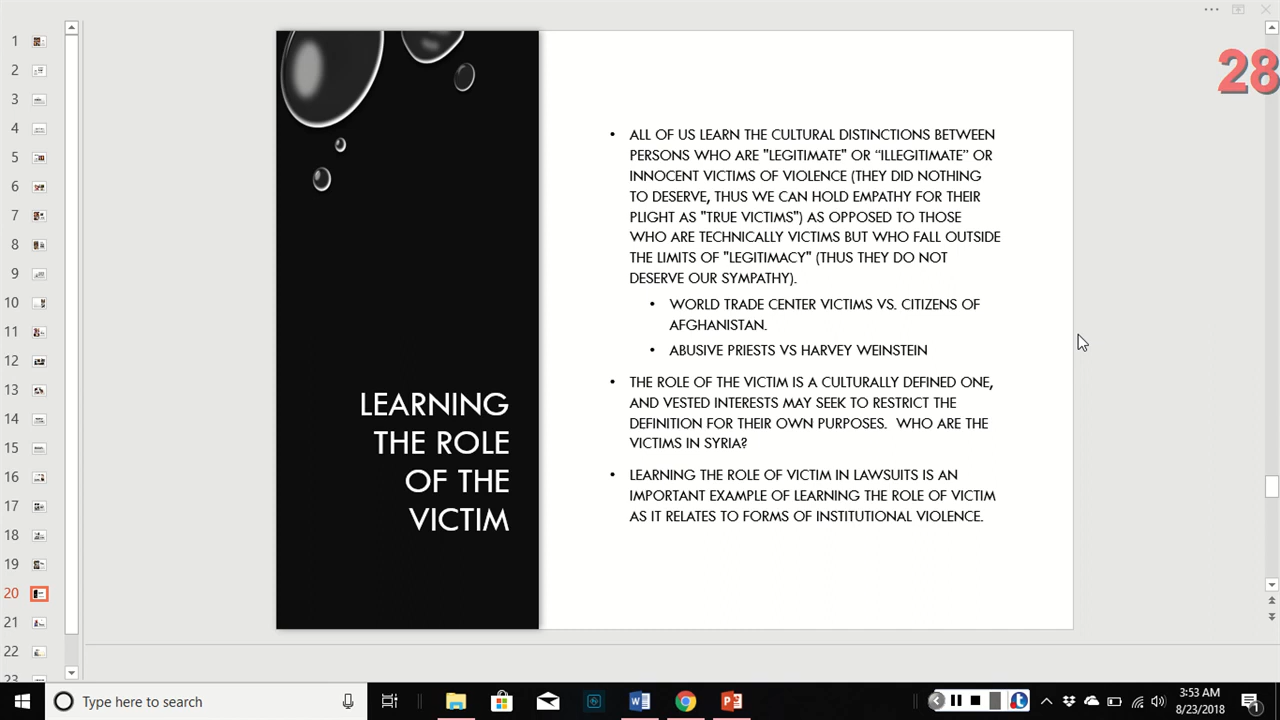 28
1
2
3
4
5
6
7
8
9
10
11
12
13
14
15
16
17
18
19
20
21
22
LEARNING
THE ROLE
OF THE
VICTIM
• ALL OF US LEARN THE CULTURAL DISTINCTIONS BETWEEN
PERSONS WHO ARE "LEGITIMATE" OR “ILLEGITIMATE” OR
INNOCENT VICTIMS OF VIOLENCE (THEY DID NOTHING
TO DESERVE, THUS WE CAN HOLD EMPATHY FOR THEIR
PLIGHT AS "TRUE VICTIMS") AS OPPOSED TO THOSE
WHO ARE TECHNICALLY VICTIMS BUT WHO FALL OUTSIDE
THE LIMITS OF "LEGITIMACY" (THUS THEY DO NOT
DESERVE OUR SYMPATHY).
• WORLD TRADE CENTER VICTIMS VS. CITIZENS OF
AFGHANISTAN.
• ABUSIVE PRIESTS VS HARVEY WEINSTEIN
• THE ROLE OF THE VICTIM IS A CULTURALLY DEFINED ONE,
AND VESTED INTERESTS MAY SEEK TO RESTRICT THE
DEFINITION FOR THEIR OWN PURPOSES. WHO ARE THE
VICTIMS IN SYRIA?
• LEARNING THE ROLE OF VICTIM IN LAWSUITS IS AN
IMPORTANT EXAMPLE OF LEARNING THE ROLE OF VICTIM
AS IT RELATES TO FORMS OF INSTITUTIONAL VIOLENCE.
Type here to search
3:53 AM
8/23/2018
1